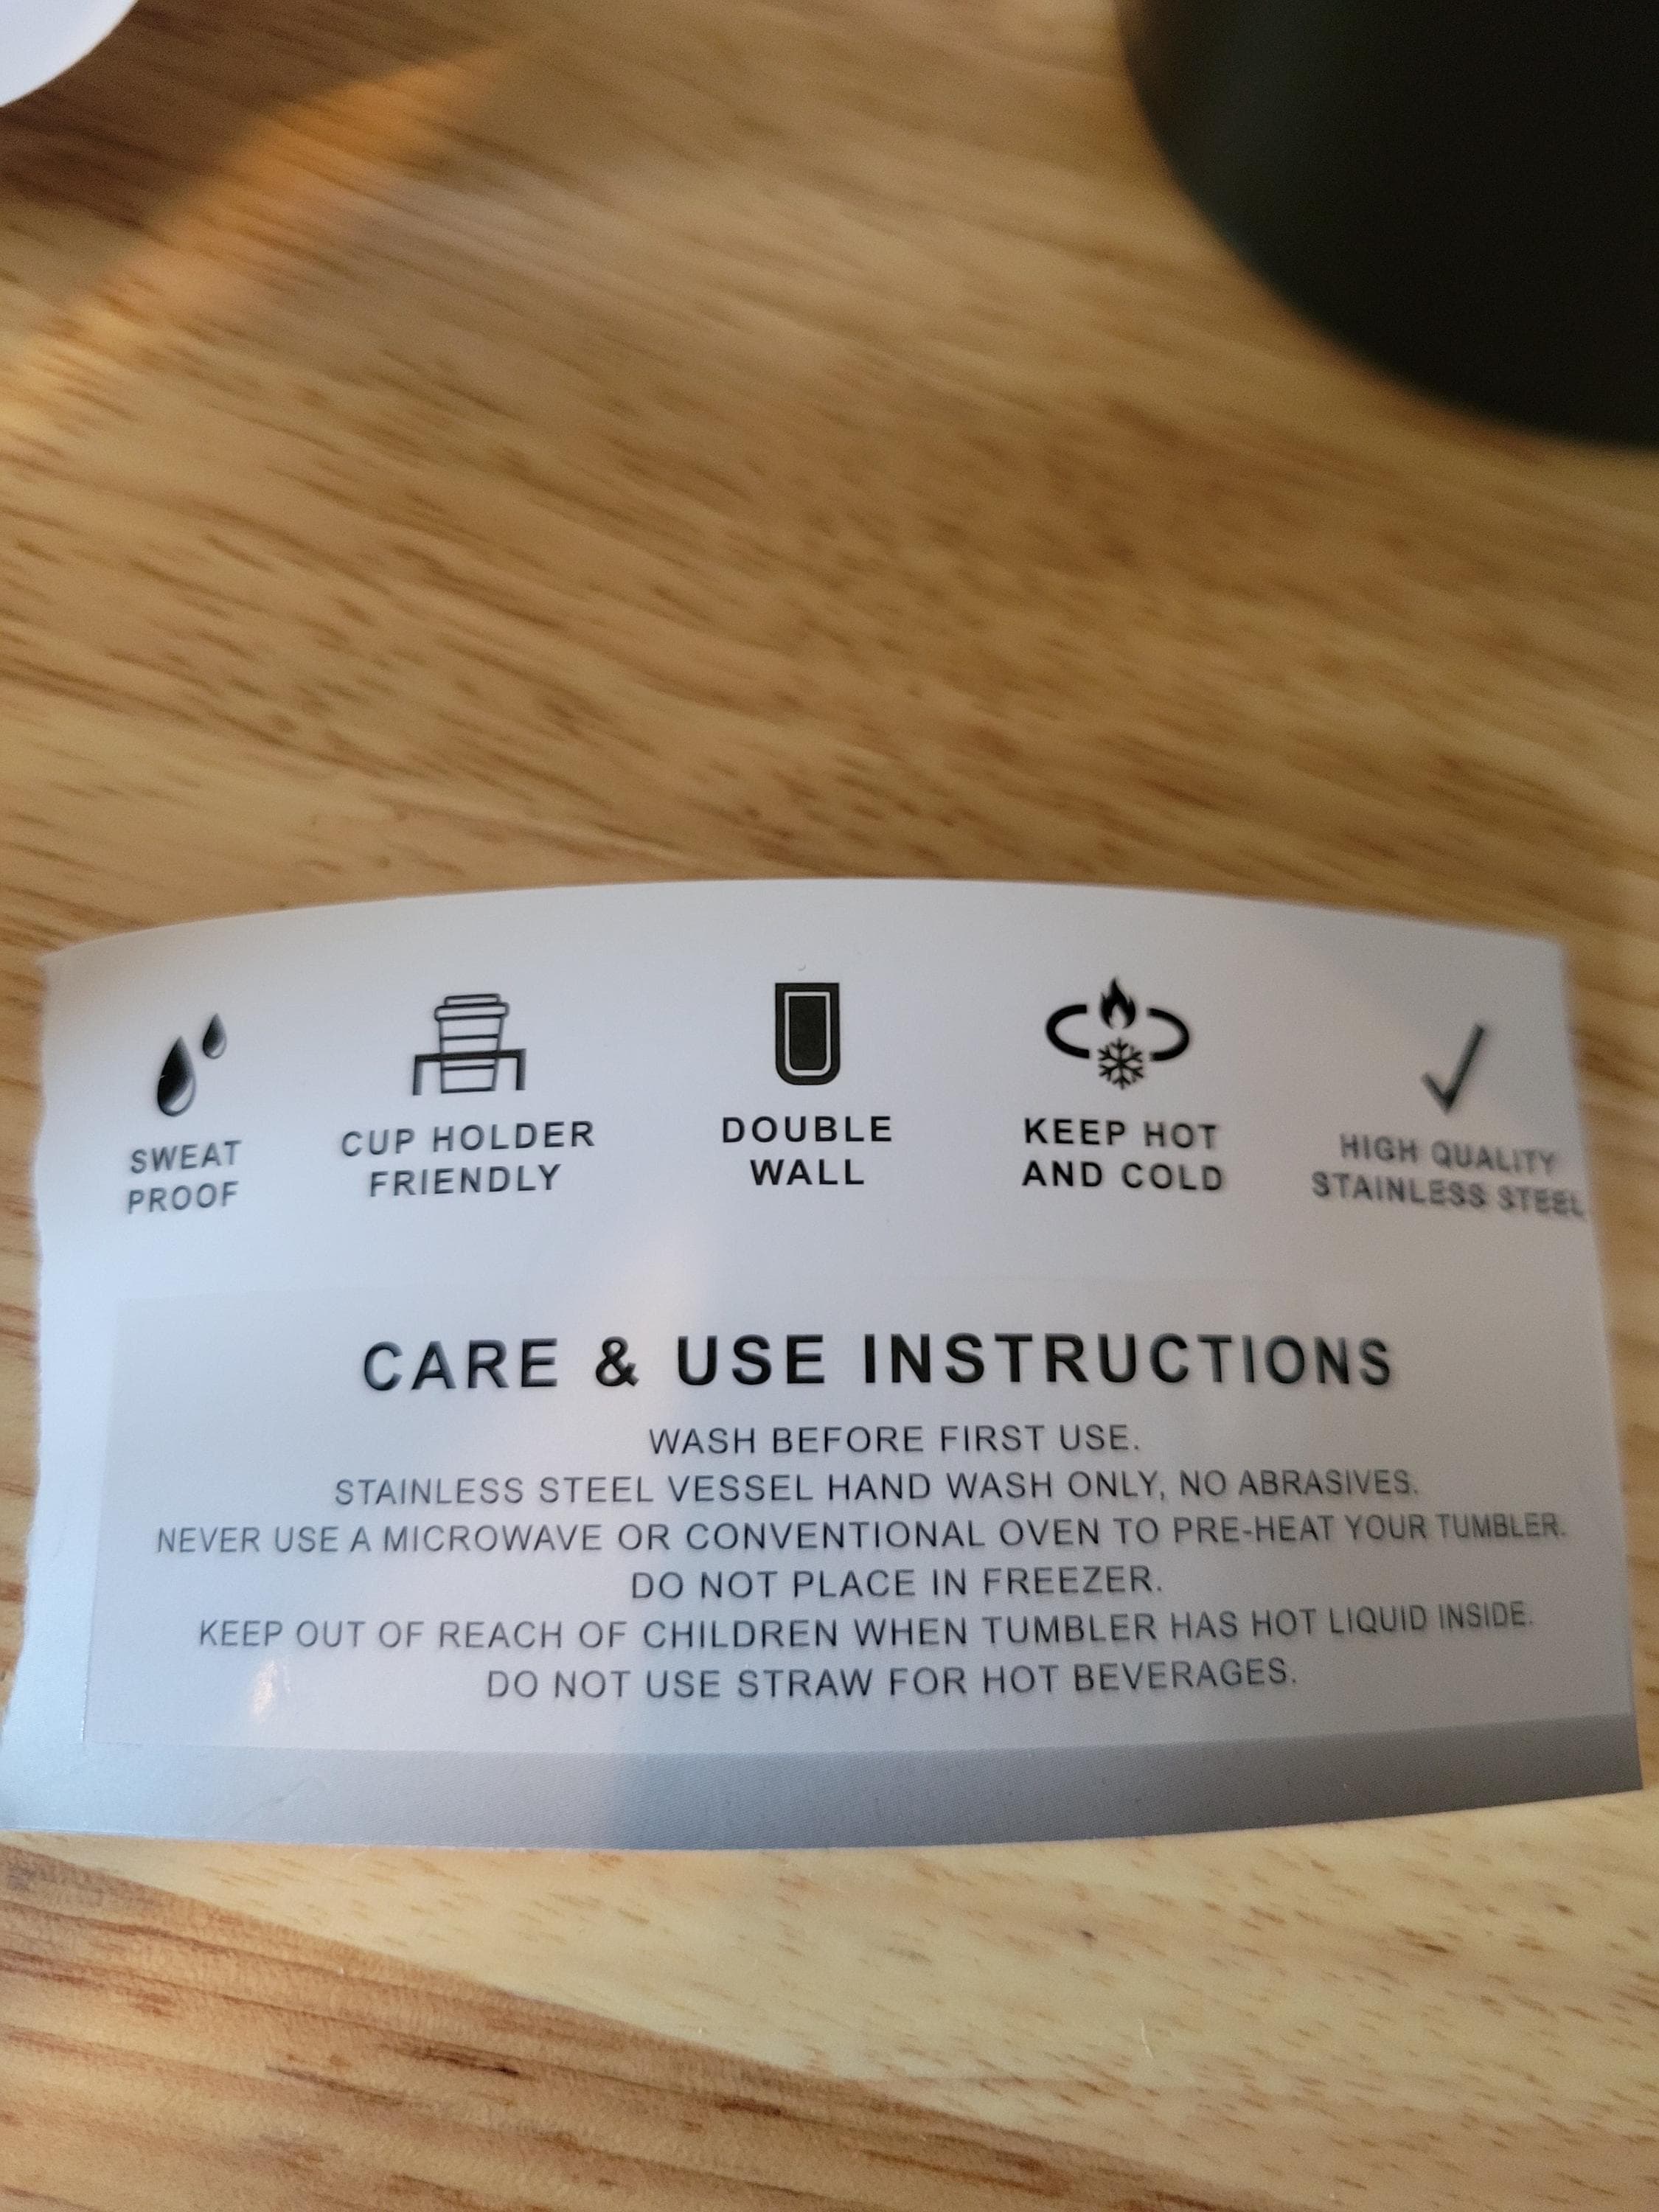 SWEAT
PROOF
CUP HOLDER
FRIENDLY
DOUBLE
WALL
KEEP HOT
AND COLD
HIGH QUALITY
STAINLESS STEEL
CARE & USE INSTRUCTIONS
WASH BEFORE FIRST USE.
STAINLESS STEEL VESSEL HAND WASH ONLY, NO ABRASIVES.
NEVER USE A MICROWAVE OR CONVENTIONAL OVEN TO PRE-HEAT YOUR TUMBLER.
DO NOT PLACE IN FREEZER.
KEEP OUT OF REACH OF CHILDREN WHEN TUMBLER HAS HOT LIQUID INSIDE.
DO NOT USE STRAW FOR HOT BEVERAGES.